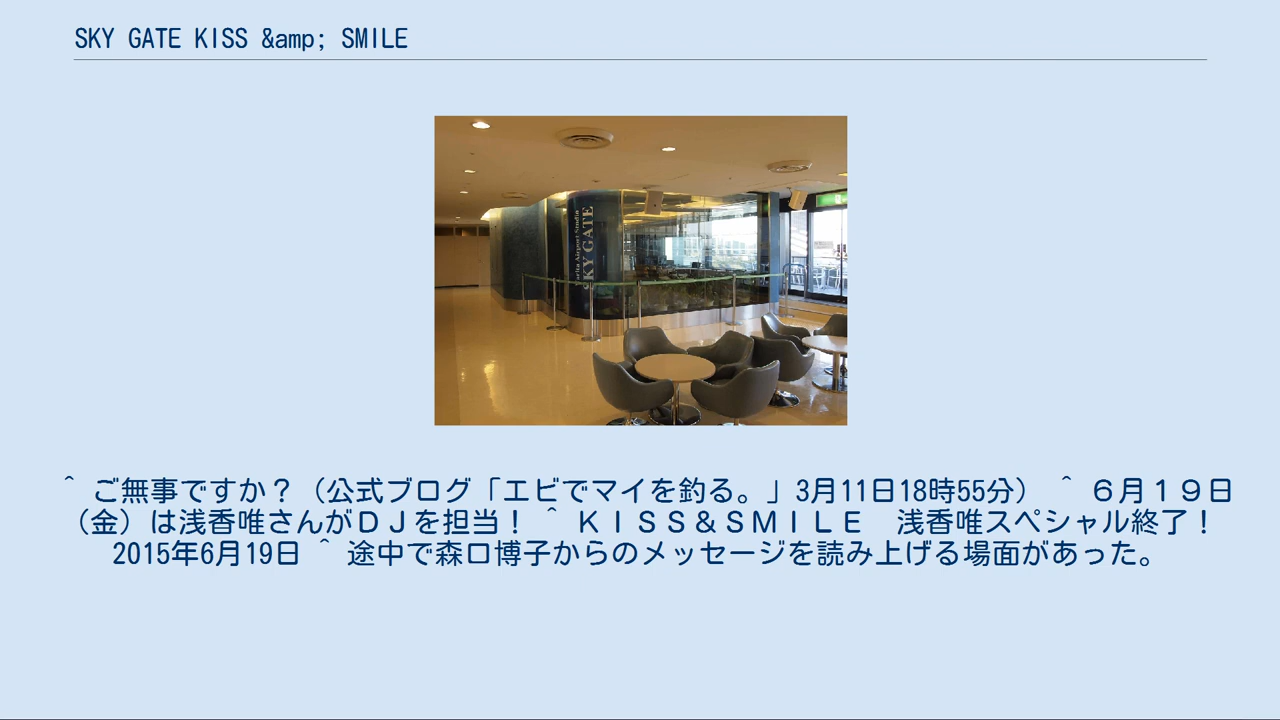 SKY GATE KISS &amp; SMILE
Narita Airport Studio
SKY GATE
^ ご無事ですか？（公式ブログ「エビでマイを釣る。」3月11日18時55分） ^ ６月１９日
（金）は浅香唯さんがＤＪを担当！ ^ ＫＩＳＳ＆ＳＭＩＬＥ　浅香唯スペシャル終了！
2015年6月19日 ^ 途中で森口博子からのメッセージを読み上げる場面があった。